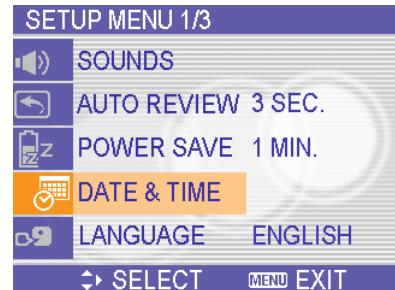 SETUP MENU 1/3
SOUNDS
AUTO REVIEW 3 SEC.
POWER SAVE 1 MIN.
DATE & TIME
LANGUAGE ENGLISH
SELECT MENU EXIT